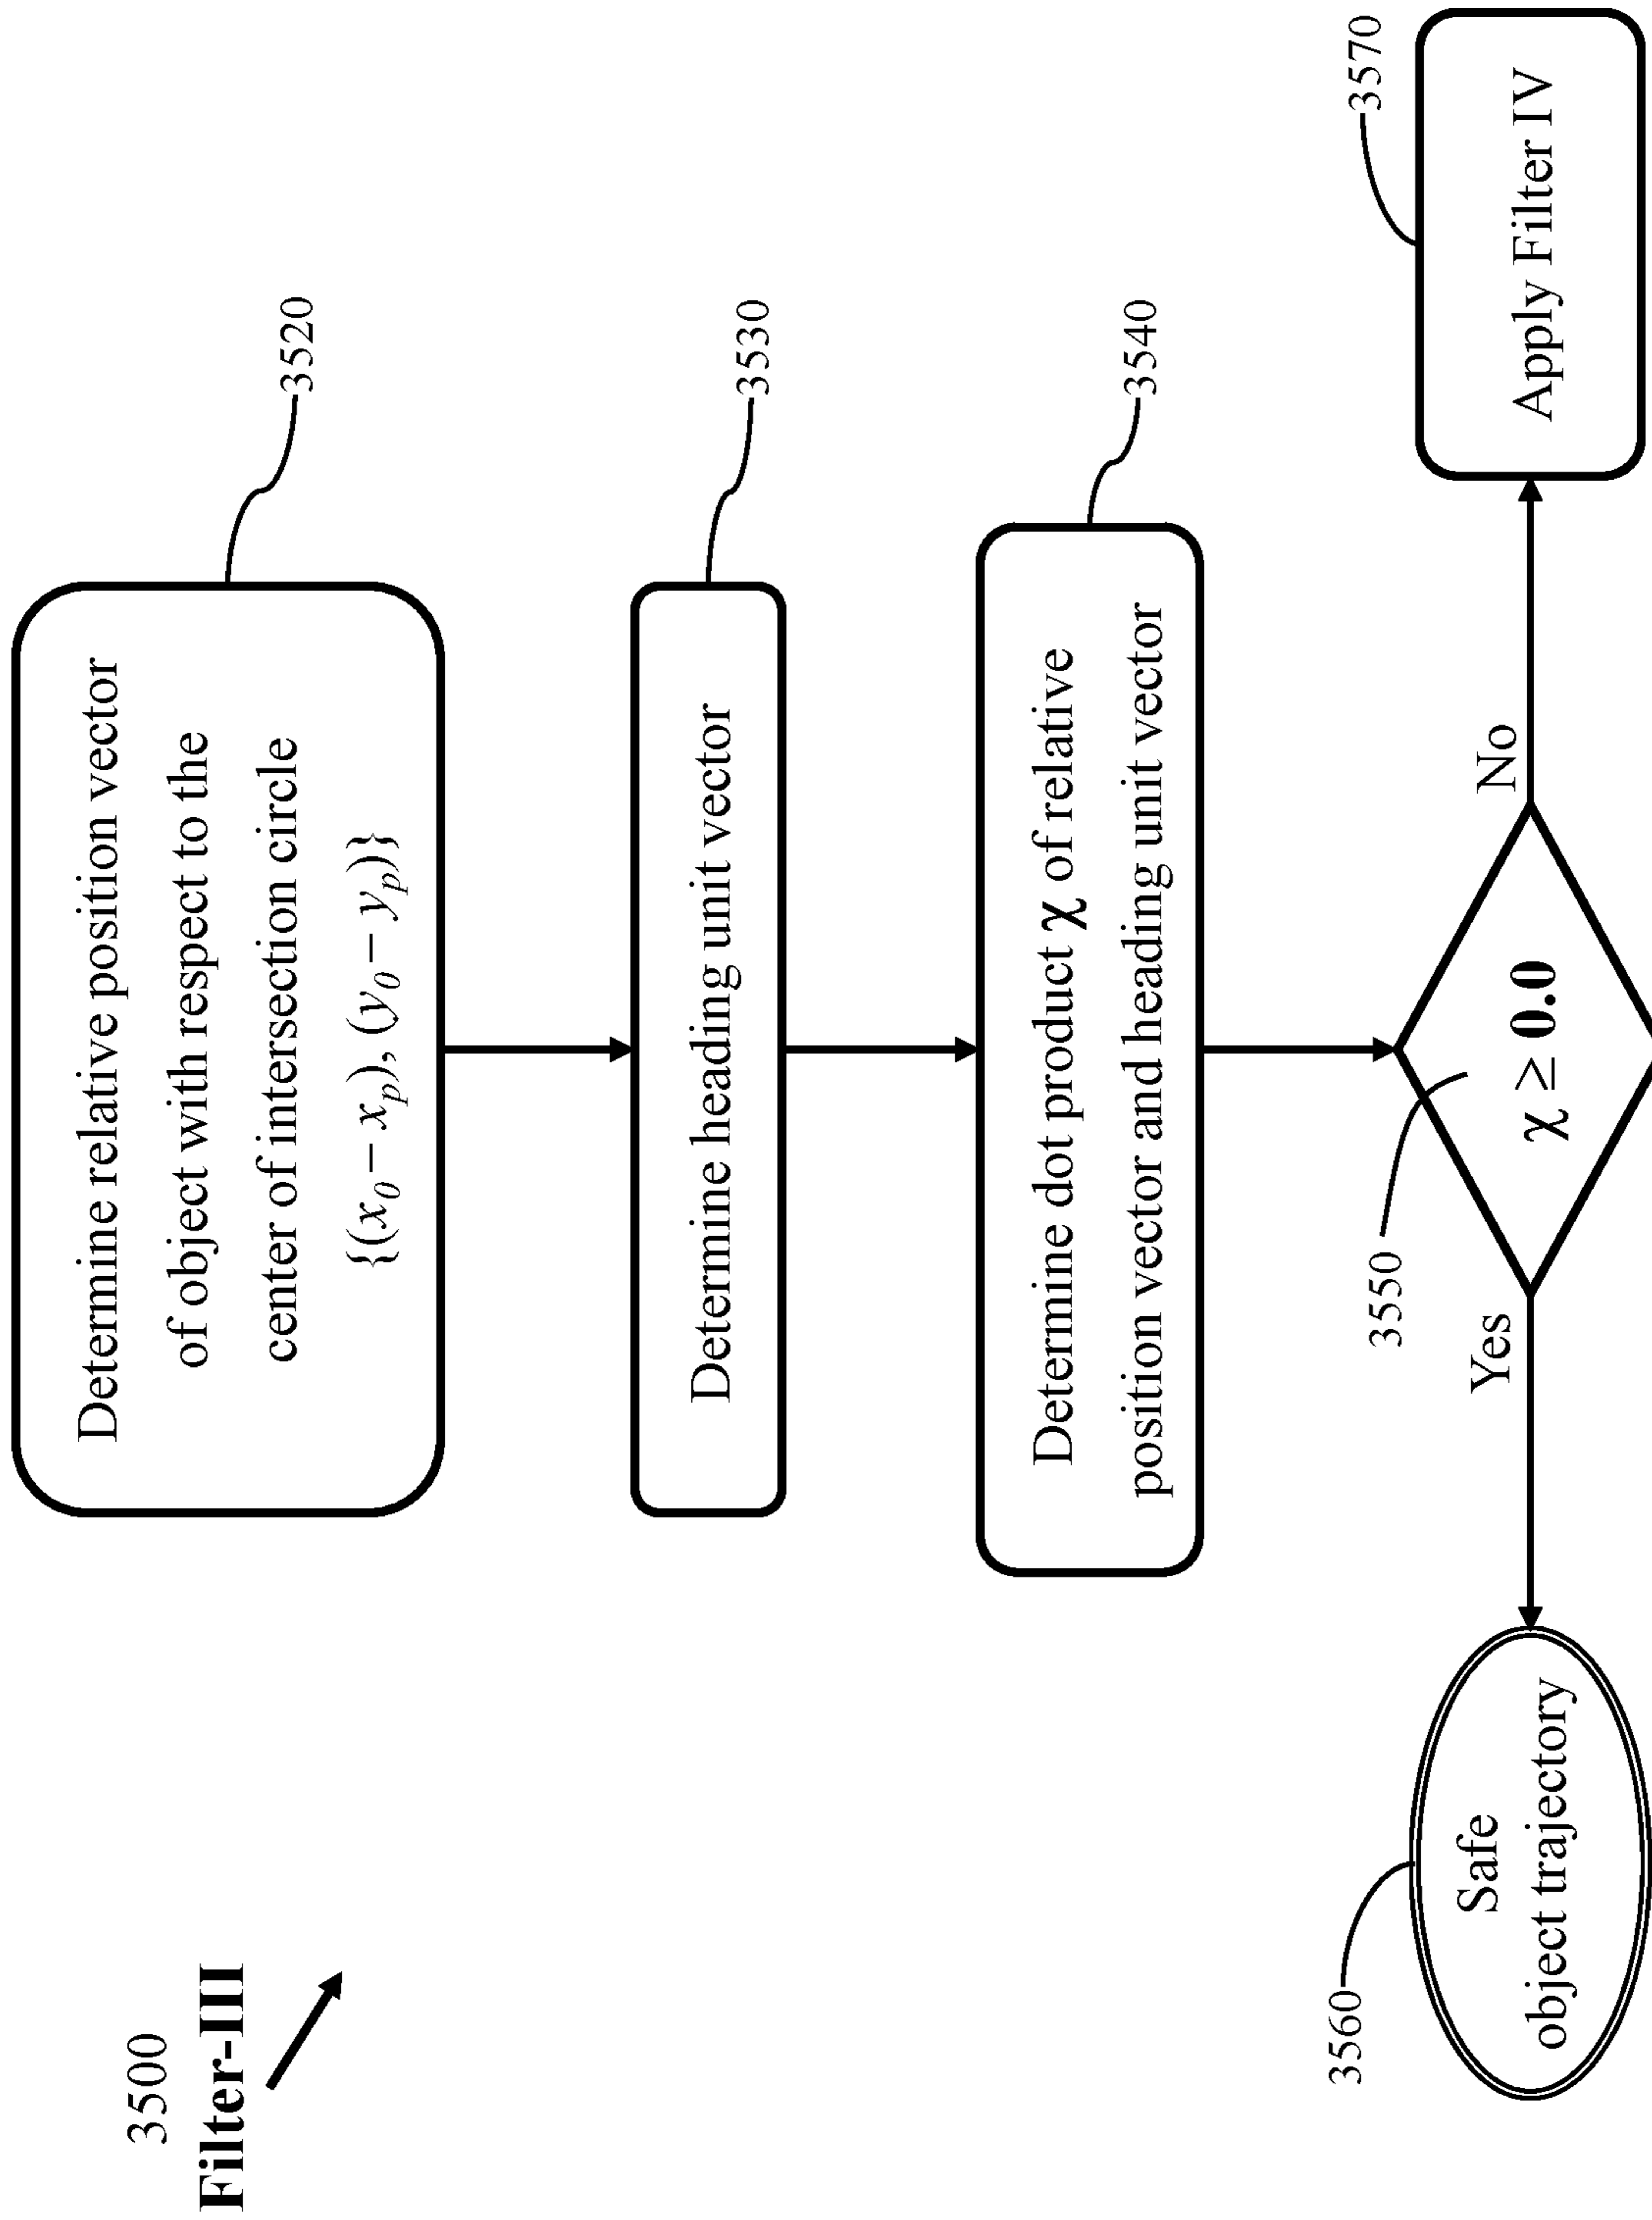 3500
Filter-III
Determine relative position vector
of object with respect to the
center of intersection circle
{(x₀ − xₚ), (y₀ − yₚ)}
3520
Determine heading unit vector
3530
Determine dot product χ of relative
position vector and heading unit vector
3540
3550
χ ≥ 0.0
Yes
No
3560
Safe
object trajectory
3570
Apply Filter IV